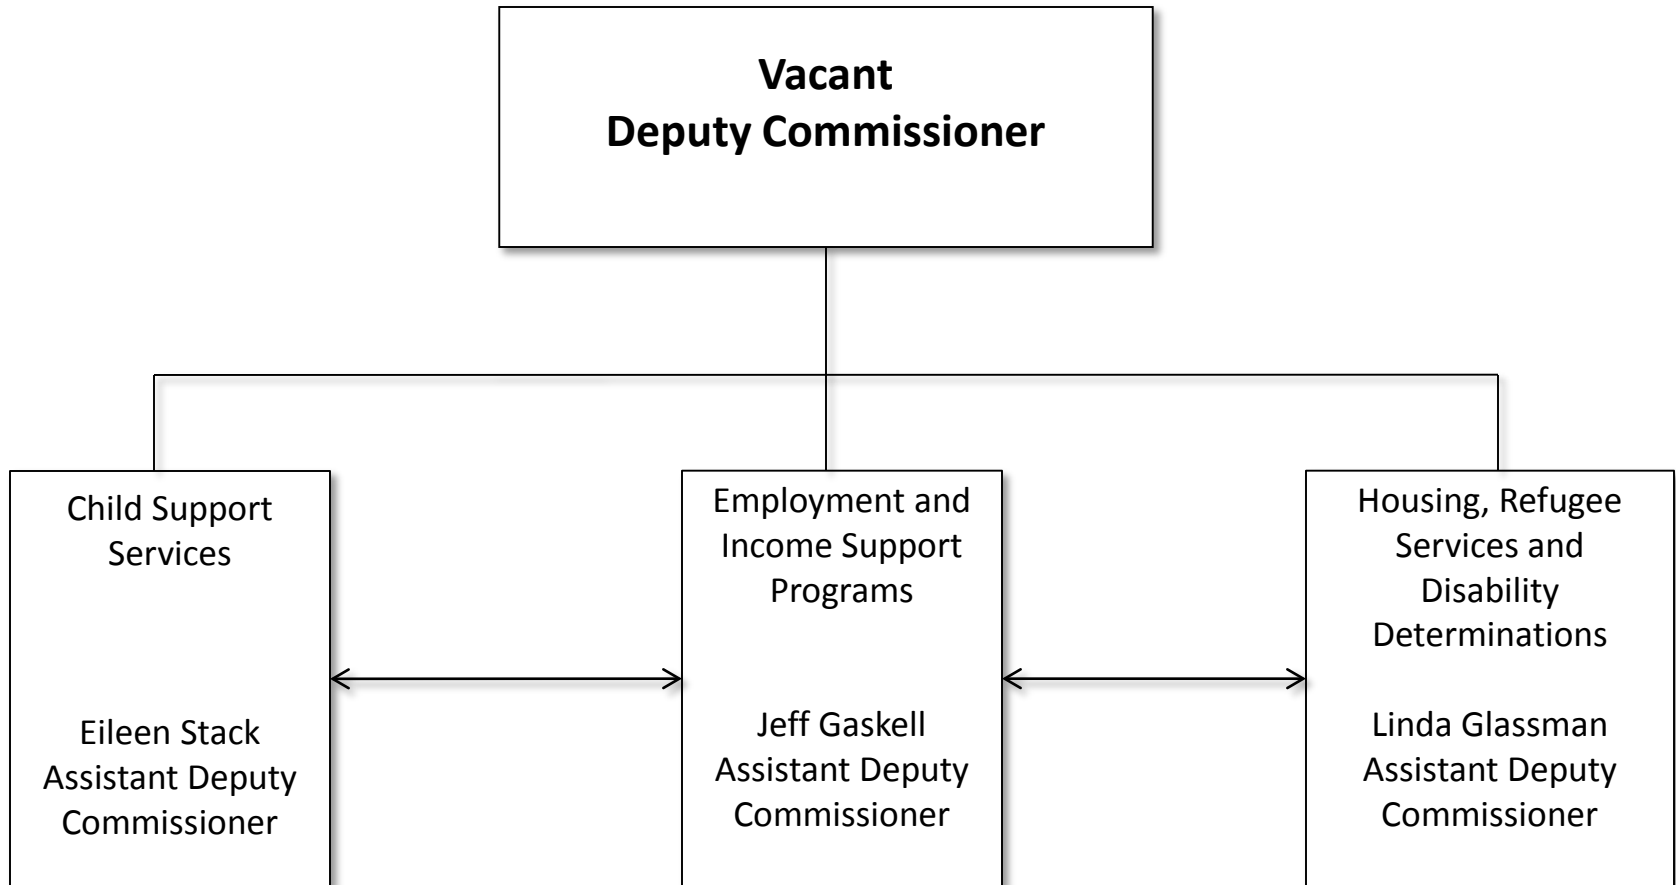 Vacant
Deputy Commissioner
Child Support
Services
Eileen Stack
Assistant Deputy
Commissioner
Employment and
Income Support
Programs
Jeff Gaskell
Assistant Deputy
Commissioner
Housing, Refugee
Services and
Disability
Determinations
Linda Glassman
Assistant Deputy
Commissioner